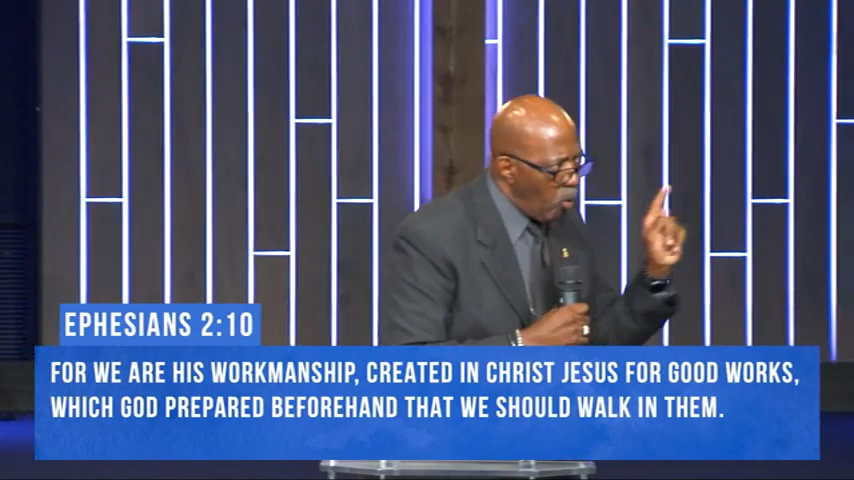 EPHESIANS 2:10
FOR WE ARE HIS WORKMANSHIP, CREATED IN CHRIST JESUS FOR GOOD WORKS,
WHICH GOD PREPARED BEFOREHAND THAT WE SHOULD WALK IN THEM.